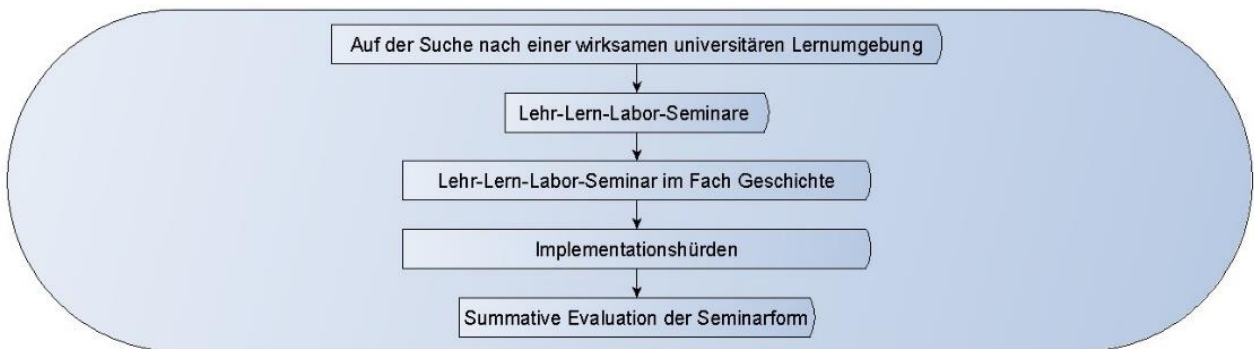 Auf der Suche nach einer wirksamen universitären Lernumgebung
Lehr-Lern-Labor-Seminare
Lehr-Lern-Labor-Seminar im Fach Geschichte
Implementationshürden
Summative Evaluation der Seminarform